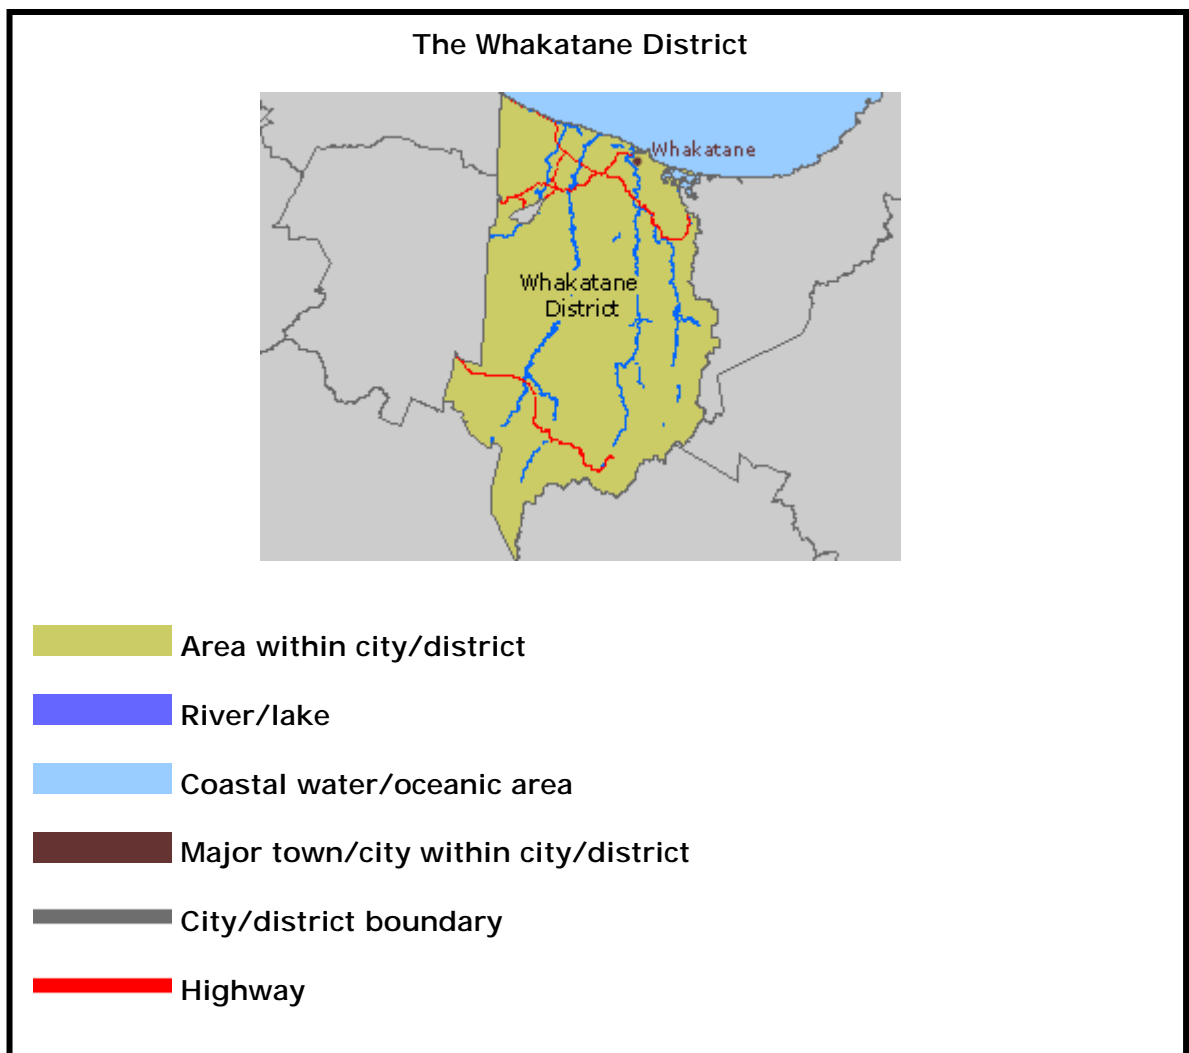 The Whakatane District
Whakatane
Whakatane
District
Area within city/district
River/lake
Coastal water/oceanic area
Major town/city within city/district
City/district boundary
Highway